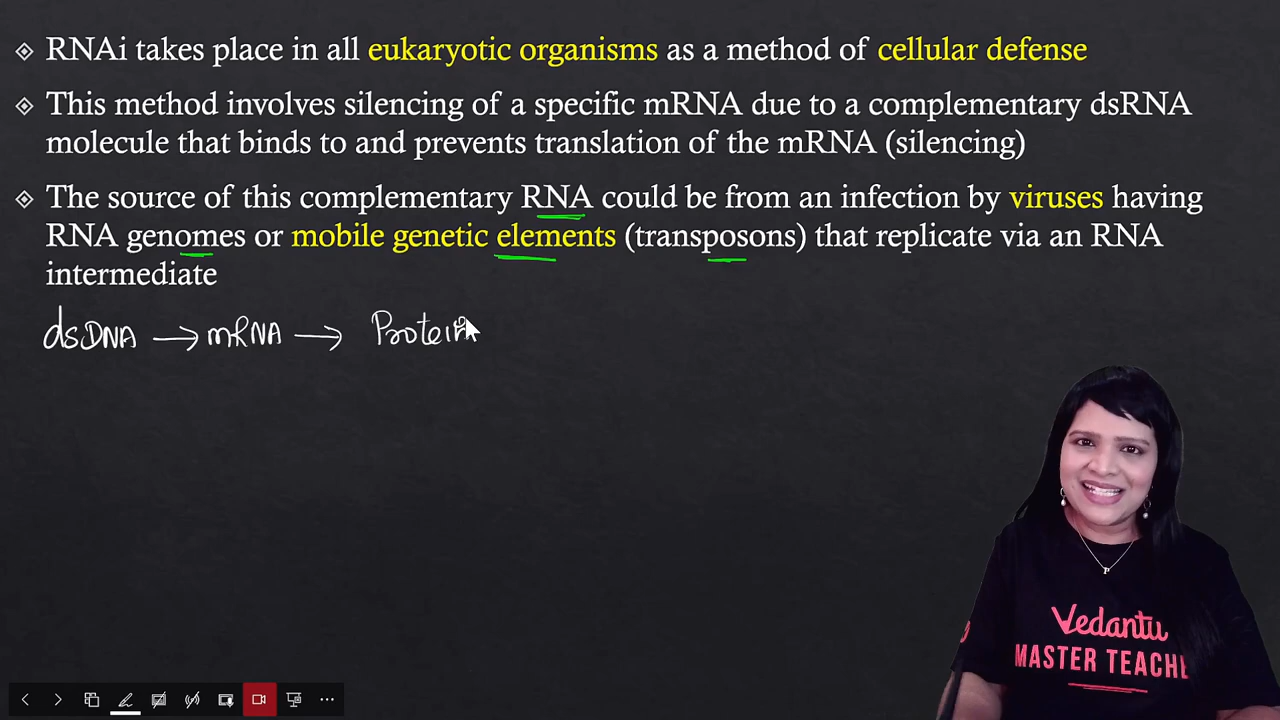 RNAi takes place in all eukaryotic organisms as a method of cellular defense
This method involves silencing of a specific mRNA due to a complementary dsRNA
molecule that binds to and prevents translation of the mRNA (silencing)
The source of this complementary RNA could be from an infection by viruses having
RNA genomes or mobile genetic elements (transposons) that replicate via an RNA
intermediate
dsDNA → mRNA → Protein
Vedantu
MASTER TEACHE